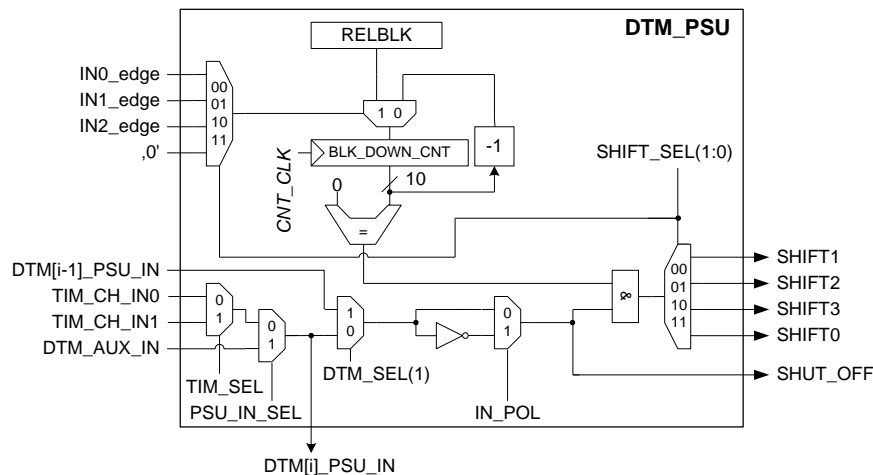 DTM_PSU
RELBLK
IN0_edge
IN1_edge
IN2_edge
‚0'
00
01
10
11
1 0
BLK_DOWN_CNT
-1
CNT_CLK
10
0
=
SHIFT_SEL(1:0)
DTM[i-1]_PSU_IN
TIM_CH_IN0
TIM_CH_IN1
DTM_AUX_IN
0
1
0
1
1
0
0
1
&
00
01
10
11
SHIFT1
SHIFT2
SHIFT3
SHIFT0
SHUT_OFF
TIM_SEL
PSU_IN_SEL
DTM_SEL(1)
IN_POL
DTM[i]_PSU_IN